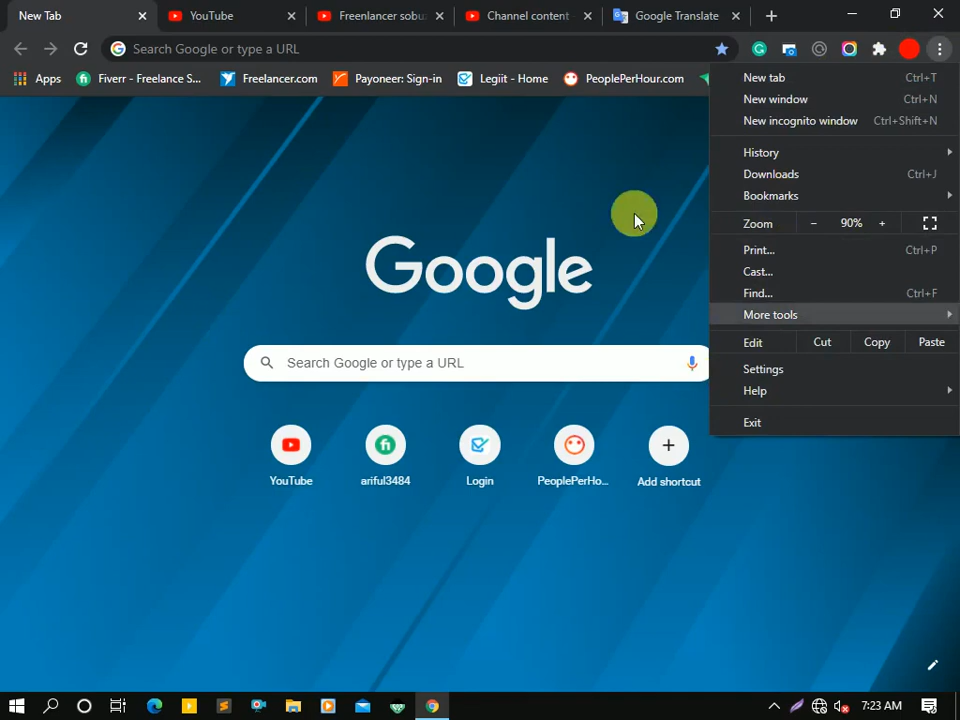 New Tab
YouTube
Freenlancer sobu
Channel content
Google Translate
Search Google or type a URL
Apps
Fiverr - Freelance S...
Freelancer.com
Payoneer: Sign-in
Legiit - Home
PeoplePerHour.com
New tab Ctrl+T
New window Ctrl+N
New incognito window Ctrl+Shift+N
History
Downloads Ctrl+J
Bookmarks
Zoom − 90% +
Print... Ctrl+P
Cast...
Find... Ctrl+F
More tools
Edit Cut Copy Paste
Settings
Help
Exit
Google
Search Google or type a URL
YouTube
ariful3484
Login
PeoplePerHo...
Add shortcut
7:23 AM